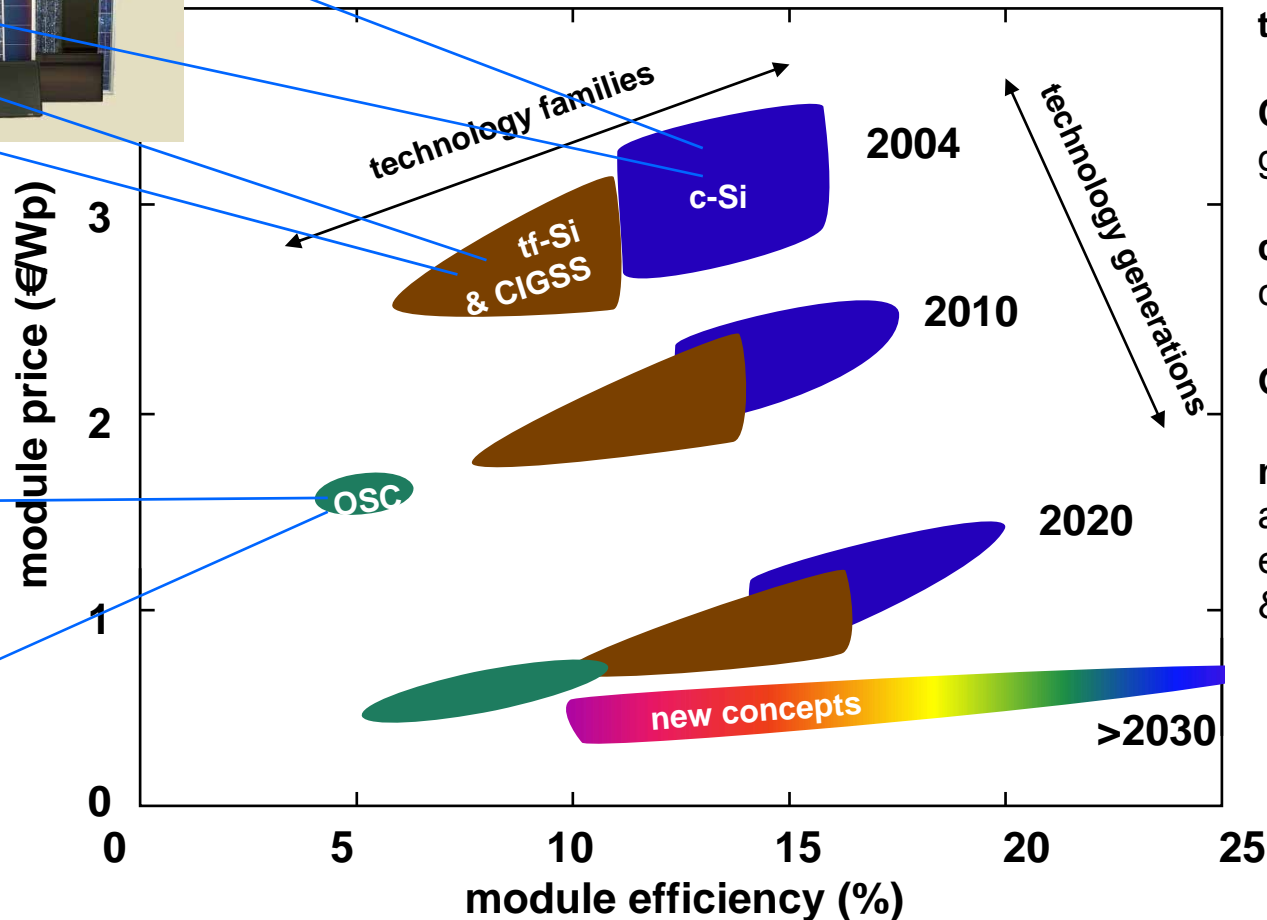 technology families
technology generations
2004
c-Si
tf-Si
& CIGSS
2010
OSC
2020
new concepts
>2030
module price (€/Wp)
3
2
1
0
0 5 10 15 20 25
module efficiency (%)